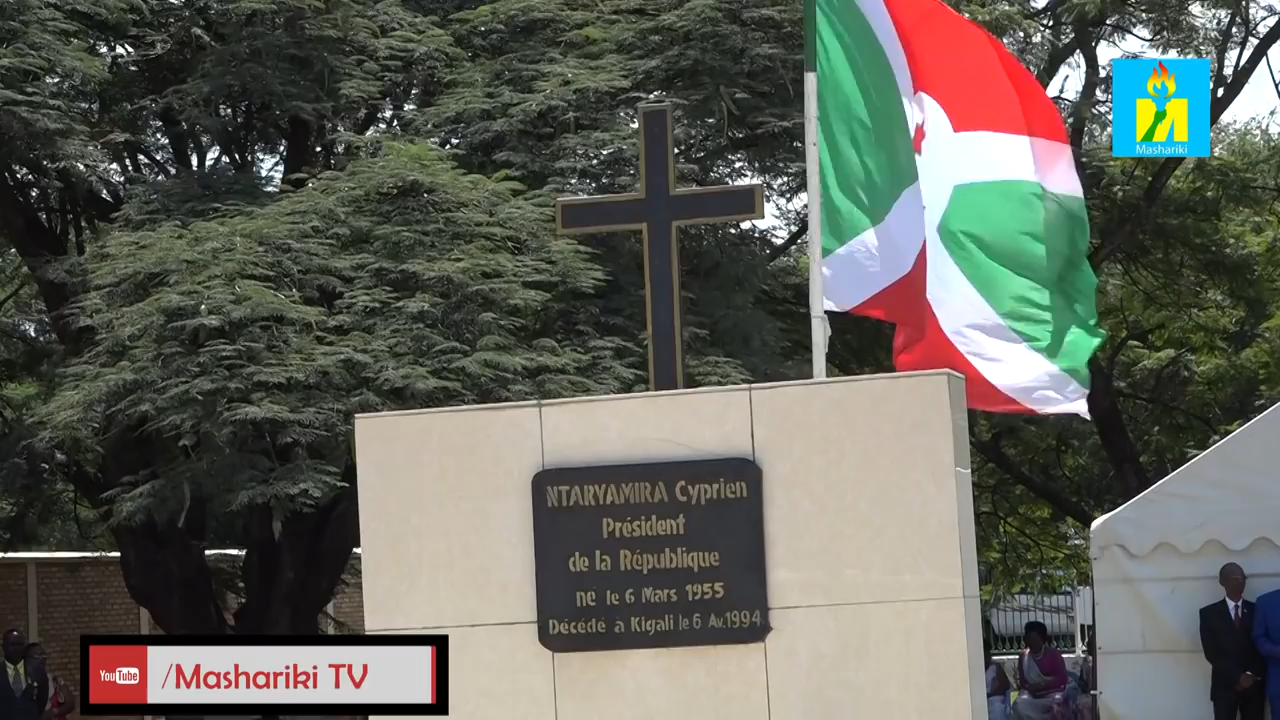 Mashariki
NTARYAMIRA Cyprien
Président
de la République
né le 6 Mars 1955
Décédé à Kigali le 6 Av.1994
YouTube /Mashariki TV